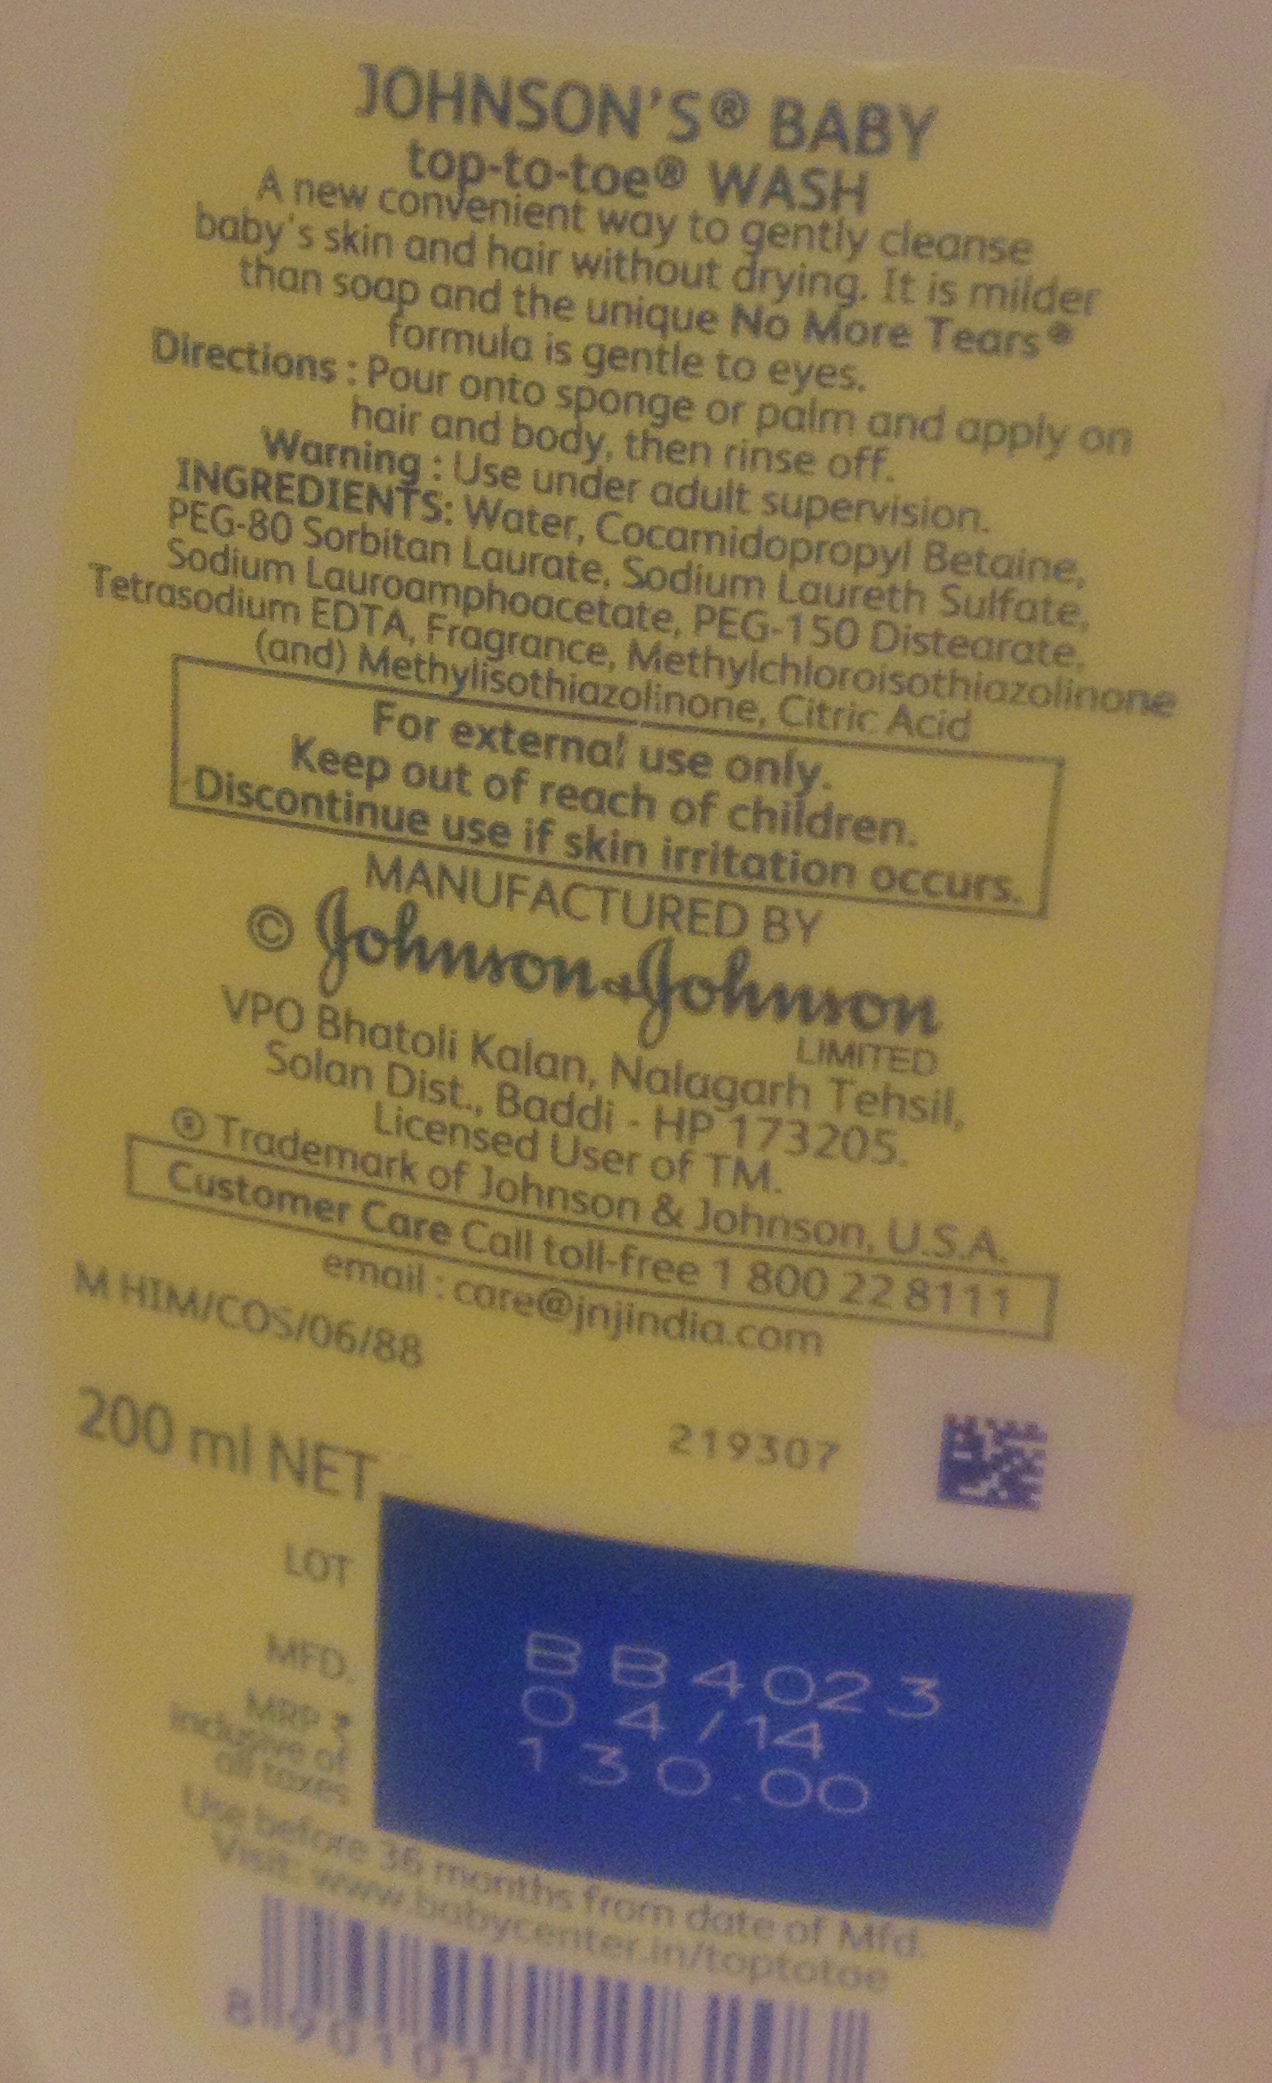 JOHNSON'S® BABY
top-to-toe® WASH
A new convenient way to gently cleanse
baby's skin and hair without drying. It is milder
than soap and the unique No More Tears®
formula is gentle to eyes.
Directions : Pour onto sponge or palm and apply on
hair and body, then rinse off.
Warning : Use under adult supervision.
INGREDIENTS: Water, Cocamidopropyl Betaine,
PEG-80 Sorbitan Laurate, Sodium Laureth Sulfate,
Sodium Lauroamphoacetate, PEG-150 Distearate,
Tetrasodium EDTA, Fragrance, Methylchloroisothiazolinone
(and) Methylisothiazolinone, Citric Acid
For external use only.
Keep out of reach of children.
Discontinue use if skin irritation occurs.
MANUFACTURED BY
© Johnson & Johnson
LIMITED
VPO Bhatoli Kalan, Nalagarh Tehsil,
Solan Dist., Baddi - HP 173205.
Licensed User of TM.
® Trademark of Johnson & Johnson, U.S.A.
Customer Care Call toll-free 1 800 22 8111
email : care@jnjindia.com
M HIM/COS/06/88
200 ml NET
219307
LOT BB4023
MFD. 04/14
MRP ₹ 130.00
Inclusive of
all taxes
Use before 36 months from date of Mfd.
Visit: www.babycenter.in/toptotoe